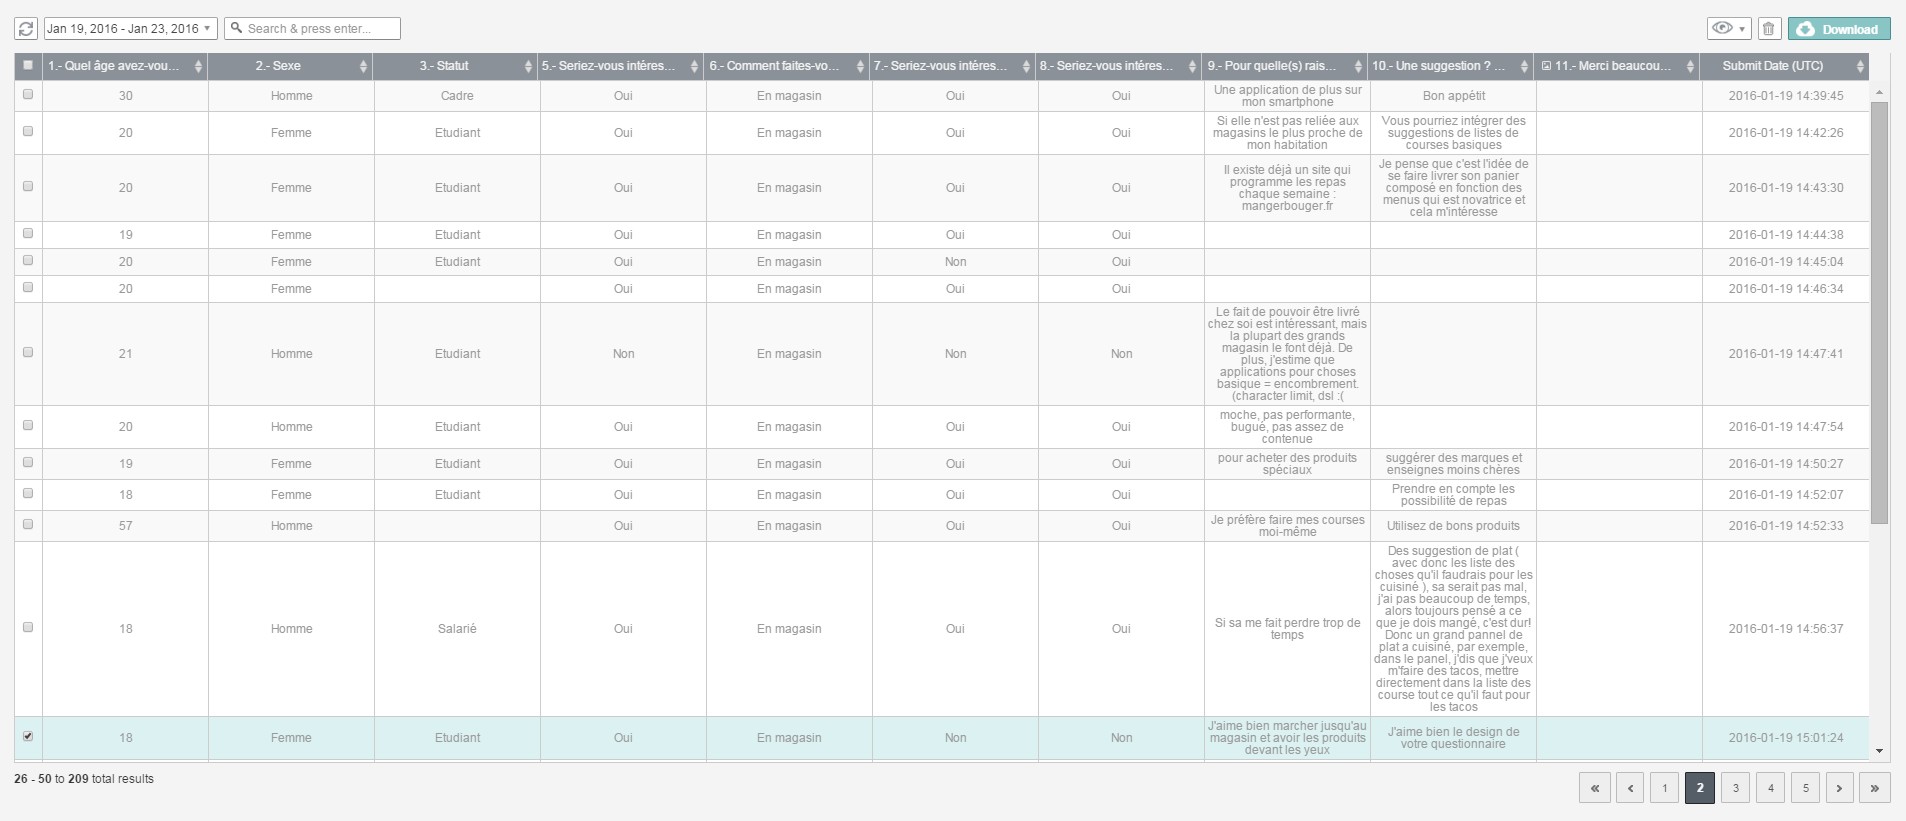 Jan 19, 2016 - Jan 23, 2016
Search & press enter...
Download
1.- Quel âge avez-vou...
2.- Sexe
3.- Statut
5.- Seriez-vous intéres...
6.- Comment faites-vo...
7.- Seriez-vous intéres...
8.- Seriez-vous intéres...
9.- Pour quelle(s) rais...
10.- Une suggestion ? ...
11.- Merci beaucou...
Submit Date (UTC)
30
Homme
Cadre
Oui
En magasin
Oui
Oui
Une application de plus sur
mon smartphone
Bon appétit
2016-01-19 14:39:45
20
Femme
Etudiant
Oui
En magasin
Oui
Oui
Si elle n'est pas reliée aux
magasins le plus proche de
mon habitation
Vous pourriez intégrer des
suggestions de listes de
courses basiques
2016-01-19 14:42:26
20
Femme
Etudiant
Oui
En magasin
Oui
Oui
Il existe déjà un site qui
programme les repas
chaque semaine :
mangerbouger.fr
Je pense que c'est l'idée de
se faire livrer son panier
composé en fonction des
menus qui est novatrice et
cela m'intéresse
2016-01-19 14:43:30
19
Femme
Etudiant
Oui
En magasin
Oui
Oui
2016-01-19 14:44:38
20
Femme
Etudiant
Oui
En magasin
Non
Oui
2016-01-19 14:45:04
20
Femme
Oui
En magasin
Oui
Oui
2016-01-19 14:46:34
21
Homme
Etudiant
Non
En magasin
Non
Non
Le fait de pouvoir être livré
chez soi est intéressant, mais
la plupart des grands
magasin le font déjà. De
plus, j'estime que
applications pour choses
basique = encombrement.
(character limit, dsl :(
2016-01-19 14:47:41
20
Homme
Etudiant
Oui
En magasin
Oui
Oui
moche, pas performante,
bugué, pas assez de
contenue
2016-01-19 14:47:54
19
Femme
Etudiant
Oui
En magasin
Oui
Oui
pour acheter des produits
spéciaux
suggérer des marques et
enseignes moins chères
2016-01-19 14:50:27
18
Femme
Etudiant
Oui
En magasin
Oui
Oui
Prendre en compte les
possibilité de repas
2016-01-19 14:52:07
57
Homme
Oui
En magasin
Oui
Oui
Je préfère faire mes courses
moi-même
Utilisez de bons produits
2016-01-19 14:52:33
18
Homme
Salarié
Oui
En magasin
Oui
Oui
Si sa me fait perdre trop de
temps
Des suggestion de plat (
avec donc les liste des
choses qu'il faudrais pour les
cuisiné ), sa serait pas mal,
j'ai pas beaucoup de temps,
alors toujours pensé a ce
que je dois mangé, c'est dur!
Donc un grand pannel de
plat a cuisiné, par exemple,
dans le panel, j'dis que j'veux
m'faire des tacos, mettre
directement dans la liste des
course tout ce qu'il faut pour
les tacos
2016-01-19 14:56:37
18
Femme
Etudiant
Oui
En magasin
Non
Non
J'aime bien marcher jusqu'au
magasin et avoir les produits
devant les yeux
J'aime bien le design de
votre questionnaire
2016-01-19 15:01:24
26 - 50 to 209 total results
« ‹ 1 2 3 4 5 › »